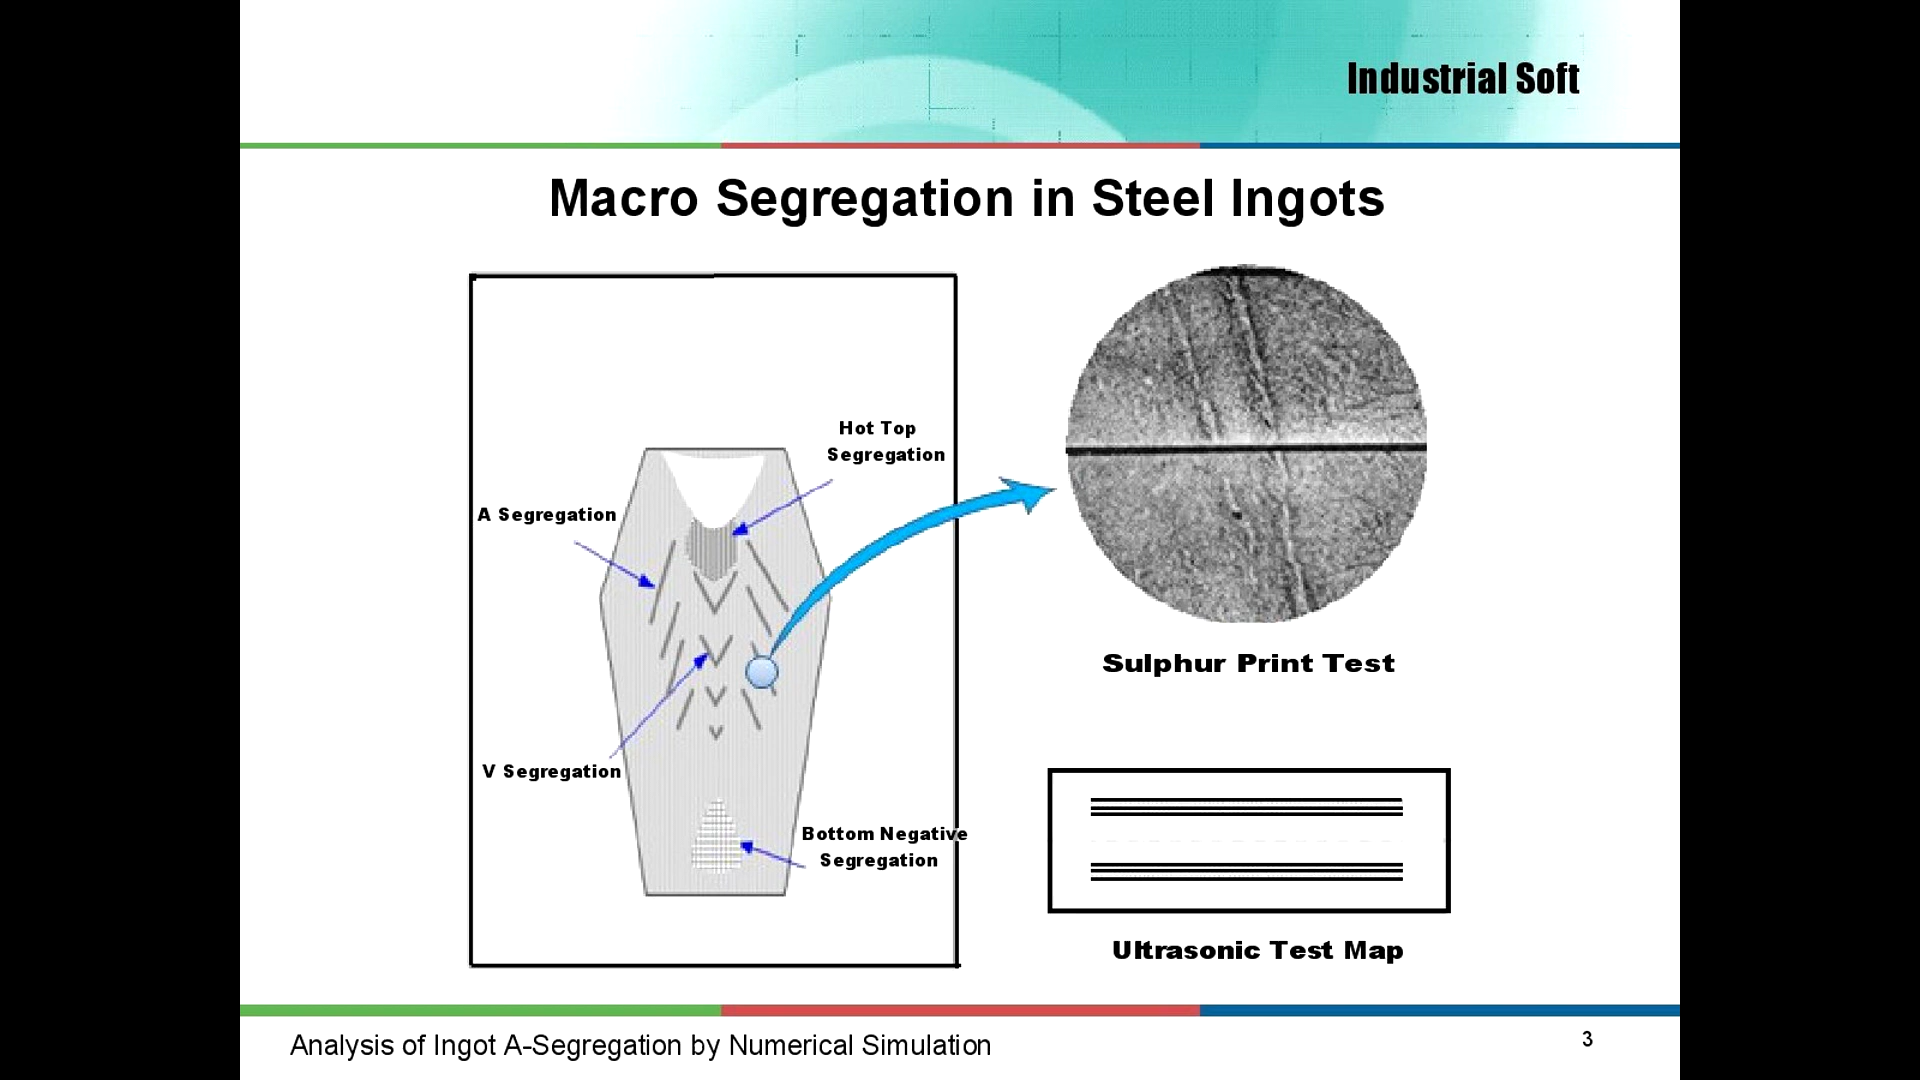 Industrial Soft
Macro Segregation in Steel Ingots
Hot Top
Segregation
A Segregation
V Segregation
Bottom Negative
Segregation
Sulphur Print Test
Ultrasonic Test Map
Analysis of Ingot A-Segregation by Numerical Simulation
3